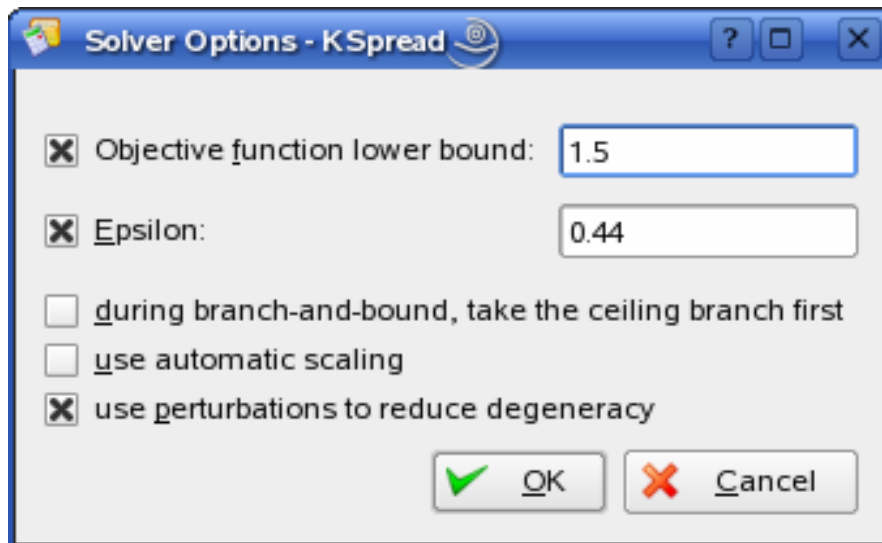 Solver Options - KSpread ?
Objective function lower bound: 1.5
Epsilon: 0.44
during branch-and-bound, take the ceiling branch first
use automatic scaling
use perturbations to reduce degeneracy
OK Cancel